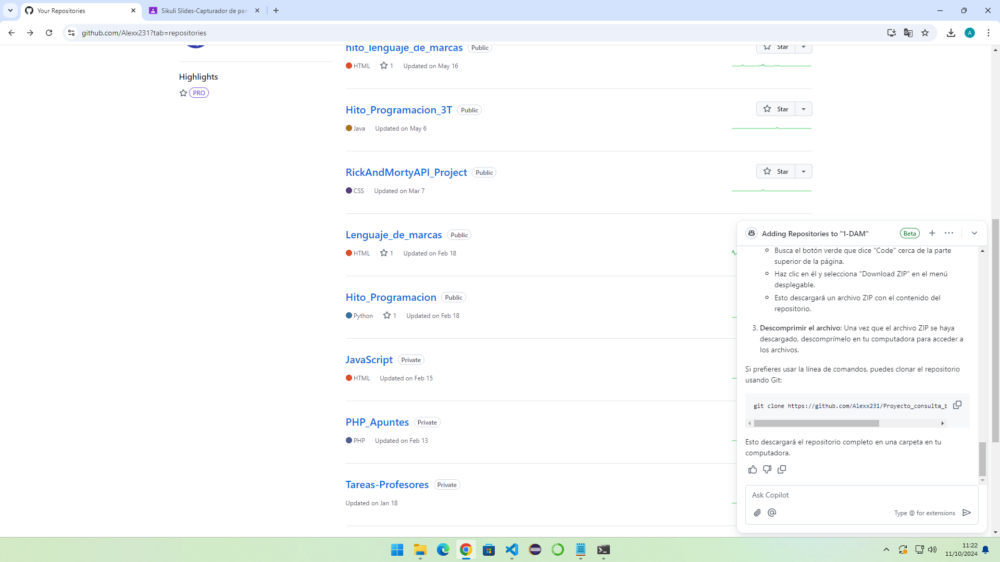 Your Repositories
Sikuli Slides-Capturador de pan
github.com/Alexx231?tab=repositories
A
Highlights
PRO
hito_lenguaje_de_marcas Public
Star
HTML 1 Updated on May 16
Hito_Programacion_3T Public
Star
Java Updated on May 6
RickAndMortyAPI_Project Public
Star
CSS Updated on Mar 7
Lenguaje_de_marcas Public
HTML 1 Updated on Feb 18
Hito_Programacion Public
Python 1 Updated on Feb 18
JavaScript Private
HTML Updated on Feb 15
PHP_Apuntes Private
PHP Updated on Feb 13
Tareas-Profesores Private
Updated on Jan 18
Adding Repositories to "1-DAM" Beta
Busca el botón verde que dice "Code" cerca de la parte
superior de la página.
Haz clic en él y selecciona "Download ZIP" en el menú
desplegable.
Esto descargará un archivo ZIP con el contenido del
repositorio.
3. Descomprimir el archivo: Una vez que el archivo ZIP se haya
descargado, descomprímelo en tu computadora para acceder a
los archivos.
Si prefieres usar la línea de comandos, puedes clonar el repositorio
usando Git:
git clone https://github.com/Alexx231/Proyecto_consulta_b
Esto descargará el repositorio completo en una carpeta en tu
computadora.
Ask Copilot
Type @ for extensions
11:22
11/10/2024